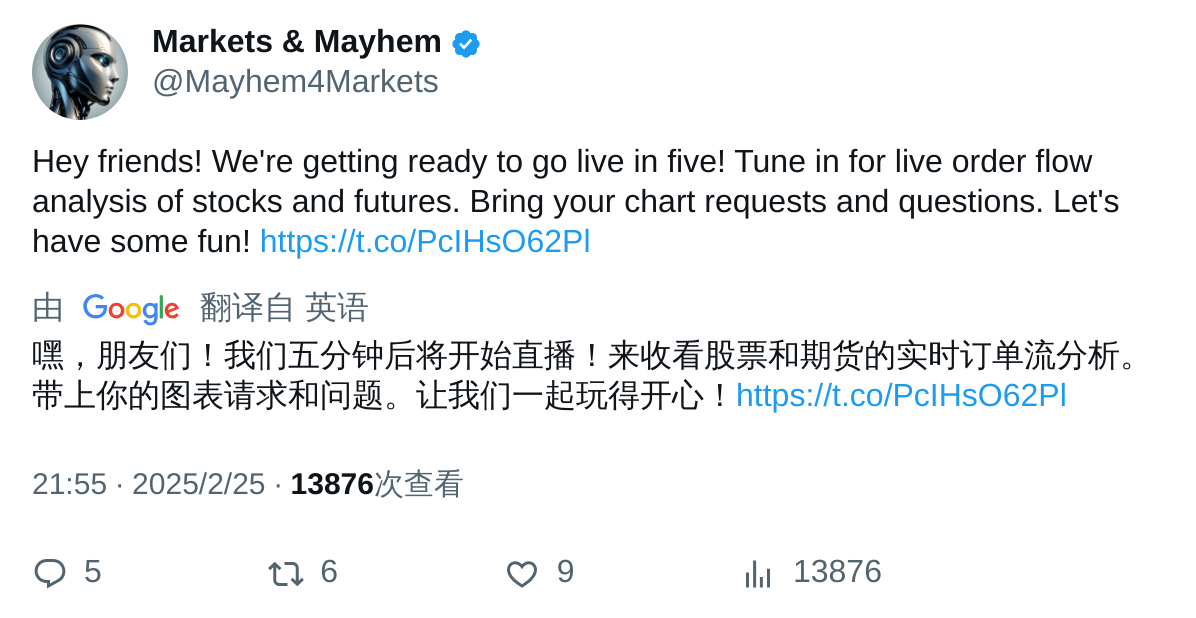 Markets & Mayhem
@Mayhem4Markets
Hey friends! We're getting ready to go live in five! Tune in for live order flow
analysis of stocks and futures. Bring your chart requests and questions. Let's
have some fun! https://t.co/PcIHsO62Pl
由 Google 翻译自 英语
嘿，朋友们！我们五分钟后将开始直播！来收看股票和期货的实时订单流分析。
带上你的图表请求和问题。让我们一起玩得开心！https://t.co/PcIHsO62Pl
21:55 · 2025/2/25 · 13876次查看
5 6 9 13876